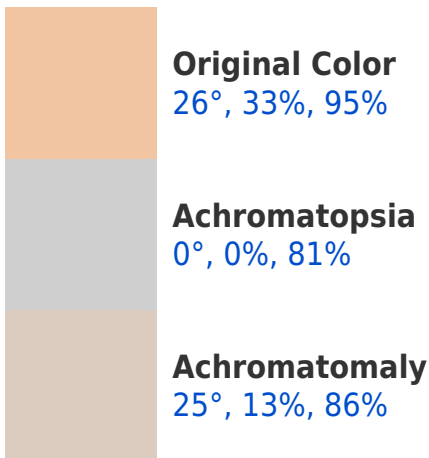 Original Color
26°, 33%, 95%
Achromatopsia
0°, 0%, 81%
Achromatomaly
25°, 13%, 86%